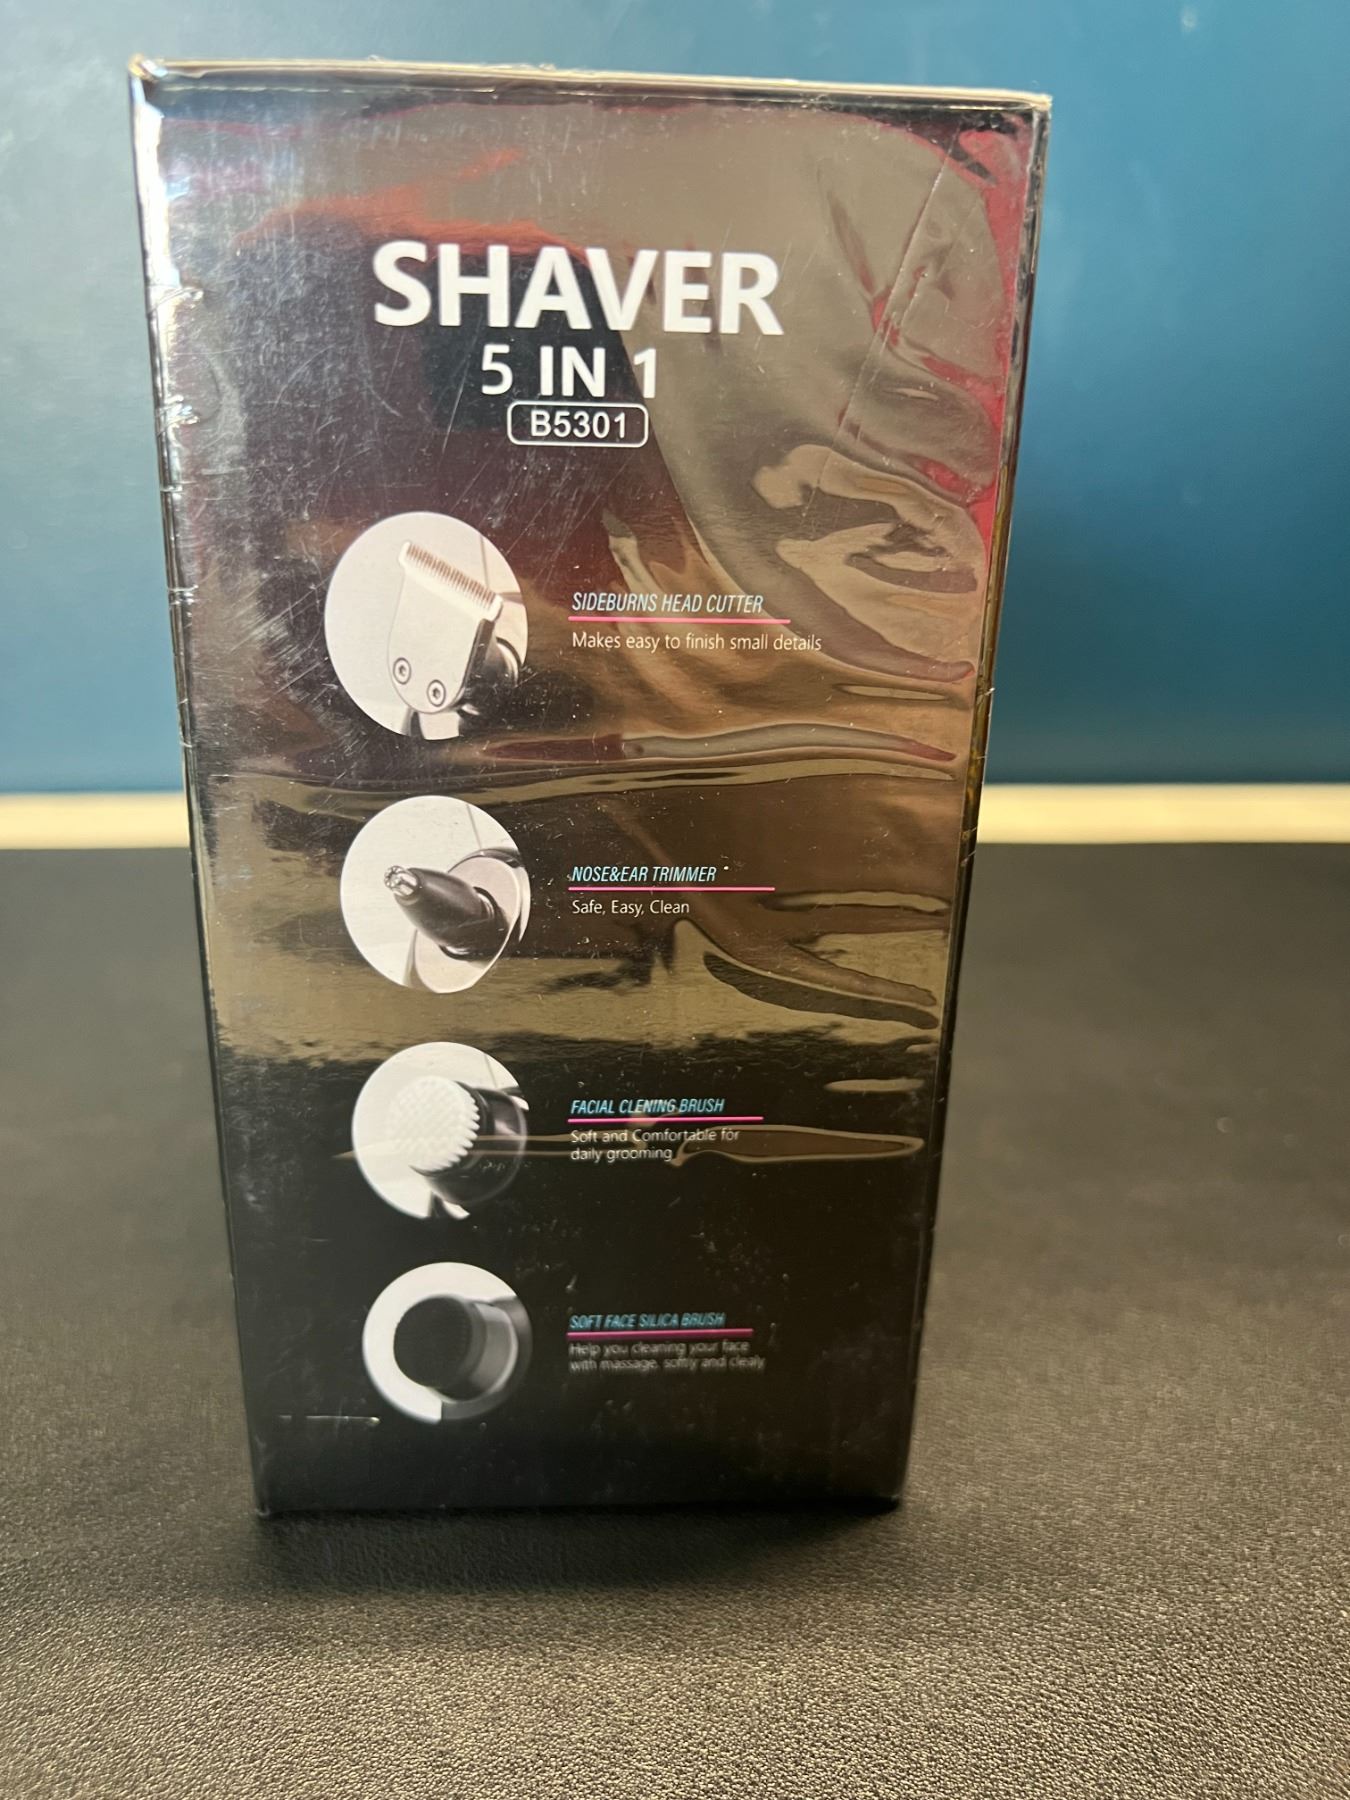 SHAVER
5 IN 1
B5301
SIDEBURNS HEAD CUTTER
Makes easy to finish small details
NOSE&EAR TRIMMER
Safe, Easy, Clean
FACIAL CLENING BRUSH
Soft and Comfortable for
daily grooming
SOFT FACE SILICA BRUSH
Help you cleaning your face
with massage, softly and clealy